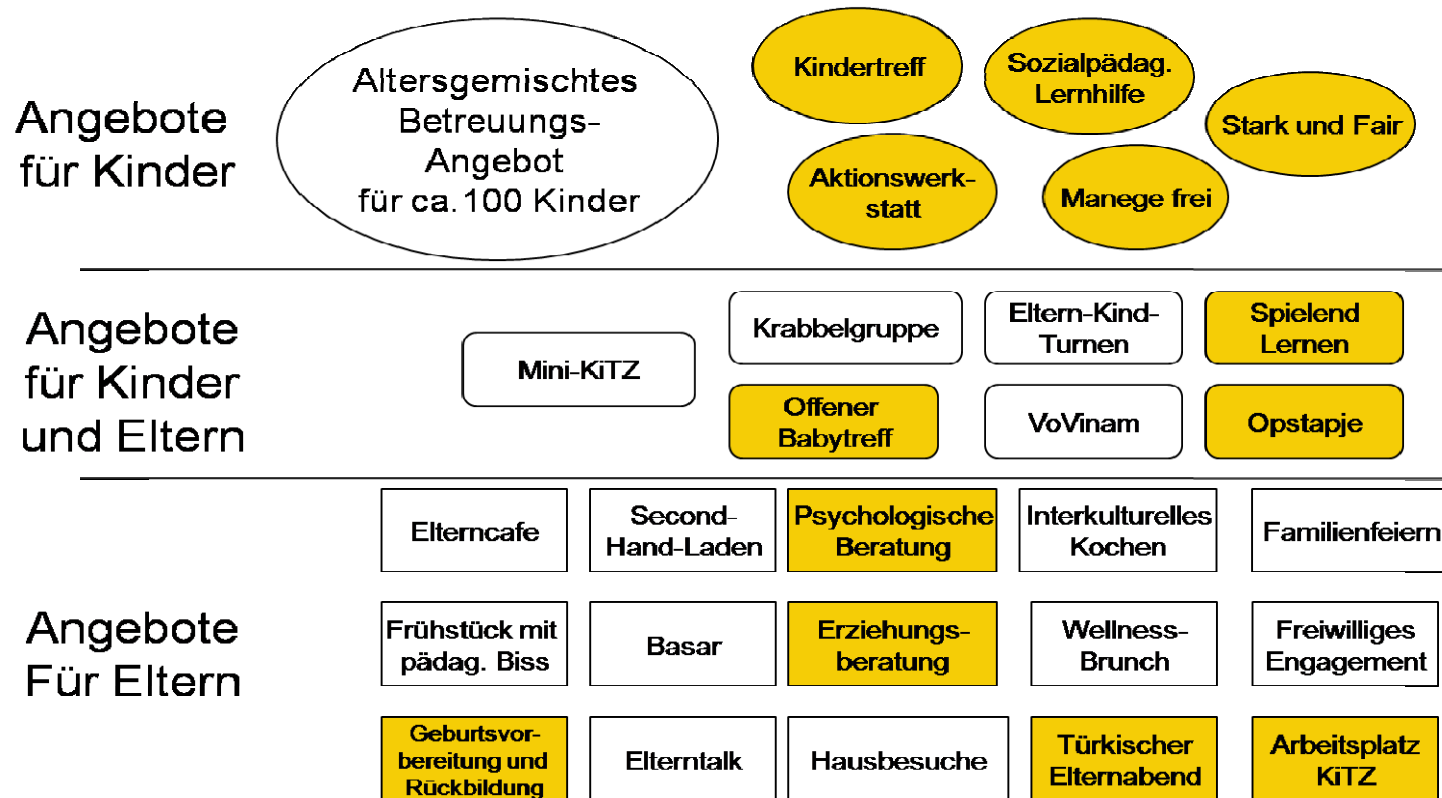 Angebote
für Kinder
Altersgemischtes
Betreuungs-
Angebot
für ca.100 Kinder
Kindertreff
Sozialpädag.
Lernhilfe
Stark und Fair
Aktionswerk-
statt
Manege frei
Angebote
für Kinder
und Eltern
Mini-KiTZ
Krabbelgruppe
Eltern-Kind-
Turnen
Spielend
Lernen
Offener
Babytreff
VoVinam
Opstapje
Angebote
Für Eltern
Elterncafe
Second-
Hand-Laden
Psychologische
Beratung
Interkulturelles
Kochen
Familienfeiern
Frühstück mit
pädag. Biss
Basar
Erziehungs-
beratung
Wellness-
Brunch
Freiwilliges
Engagement
Geburtsvor-
bereitung und
Rückbildung
Elterntalk
Hausbesuche
Türkischer
Elternabend
Arbeitsplatz
KiTZ